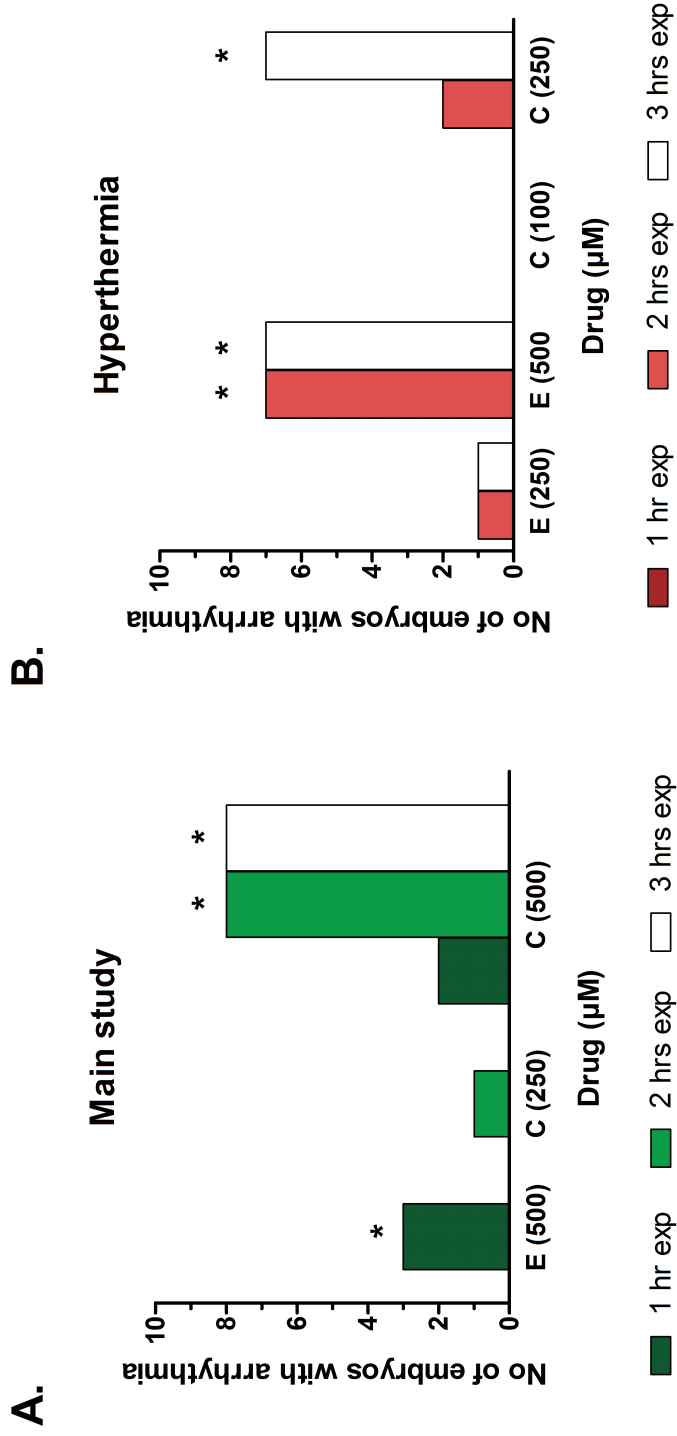 A.
Main study
No of embryos with arrhythmia
10
8
6
4
2
0
*
* *
E (500) C (250) C (500)
Drug (µM)
1 hr exp 2 hrs exp 3 hrs exp
B.
Hyperthermia
No of embryos with arrhythmia
10
8
6
4
2
0
* * *
E (250) E (500 C (100) C (250)
Drug (µM)
1 hr exp 2 hrs exp 3 hrs exp